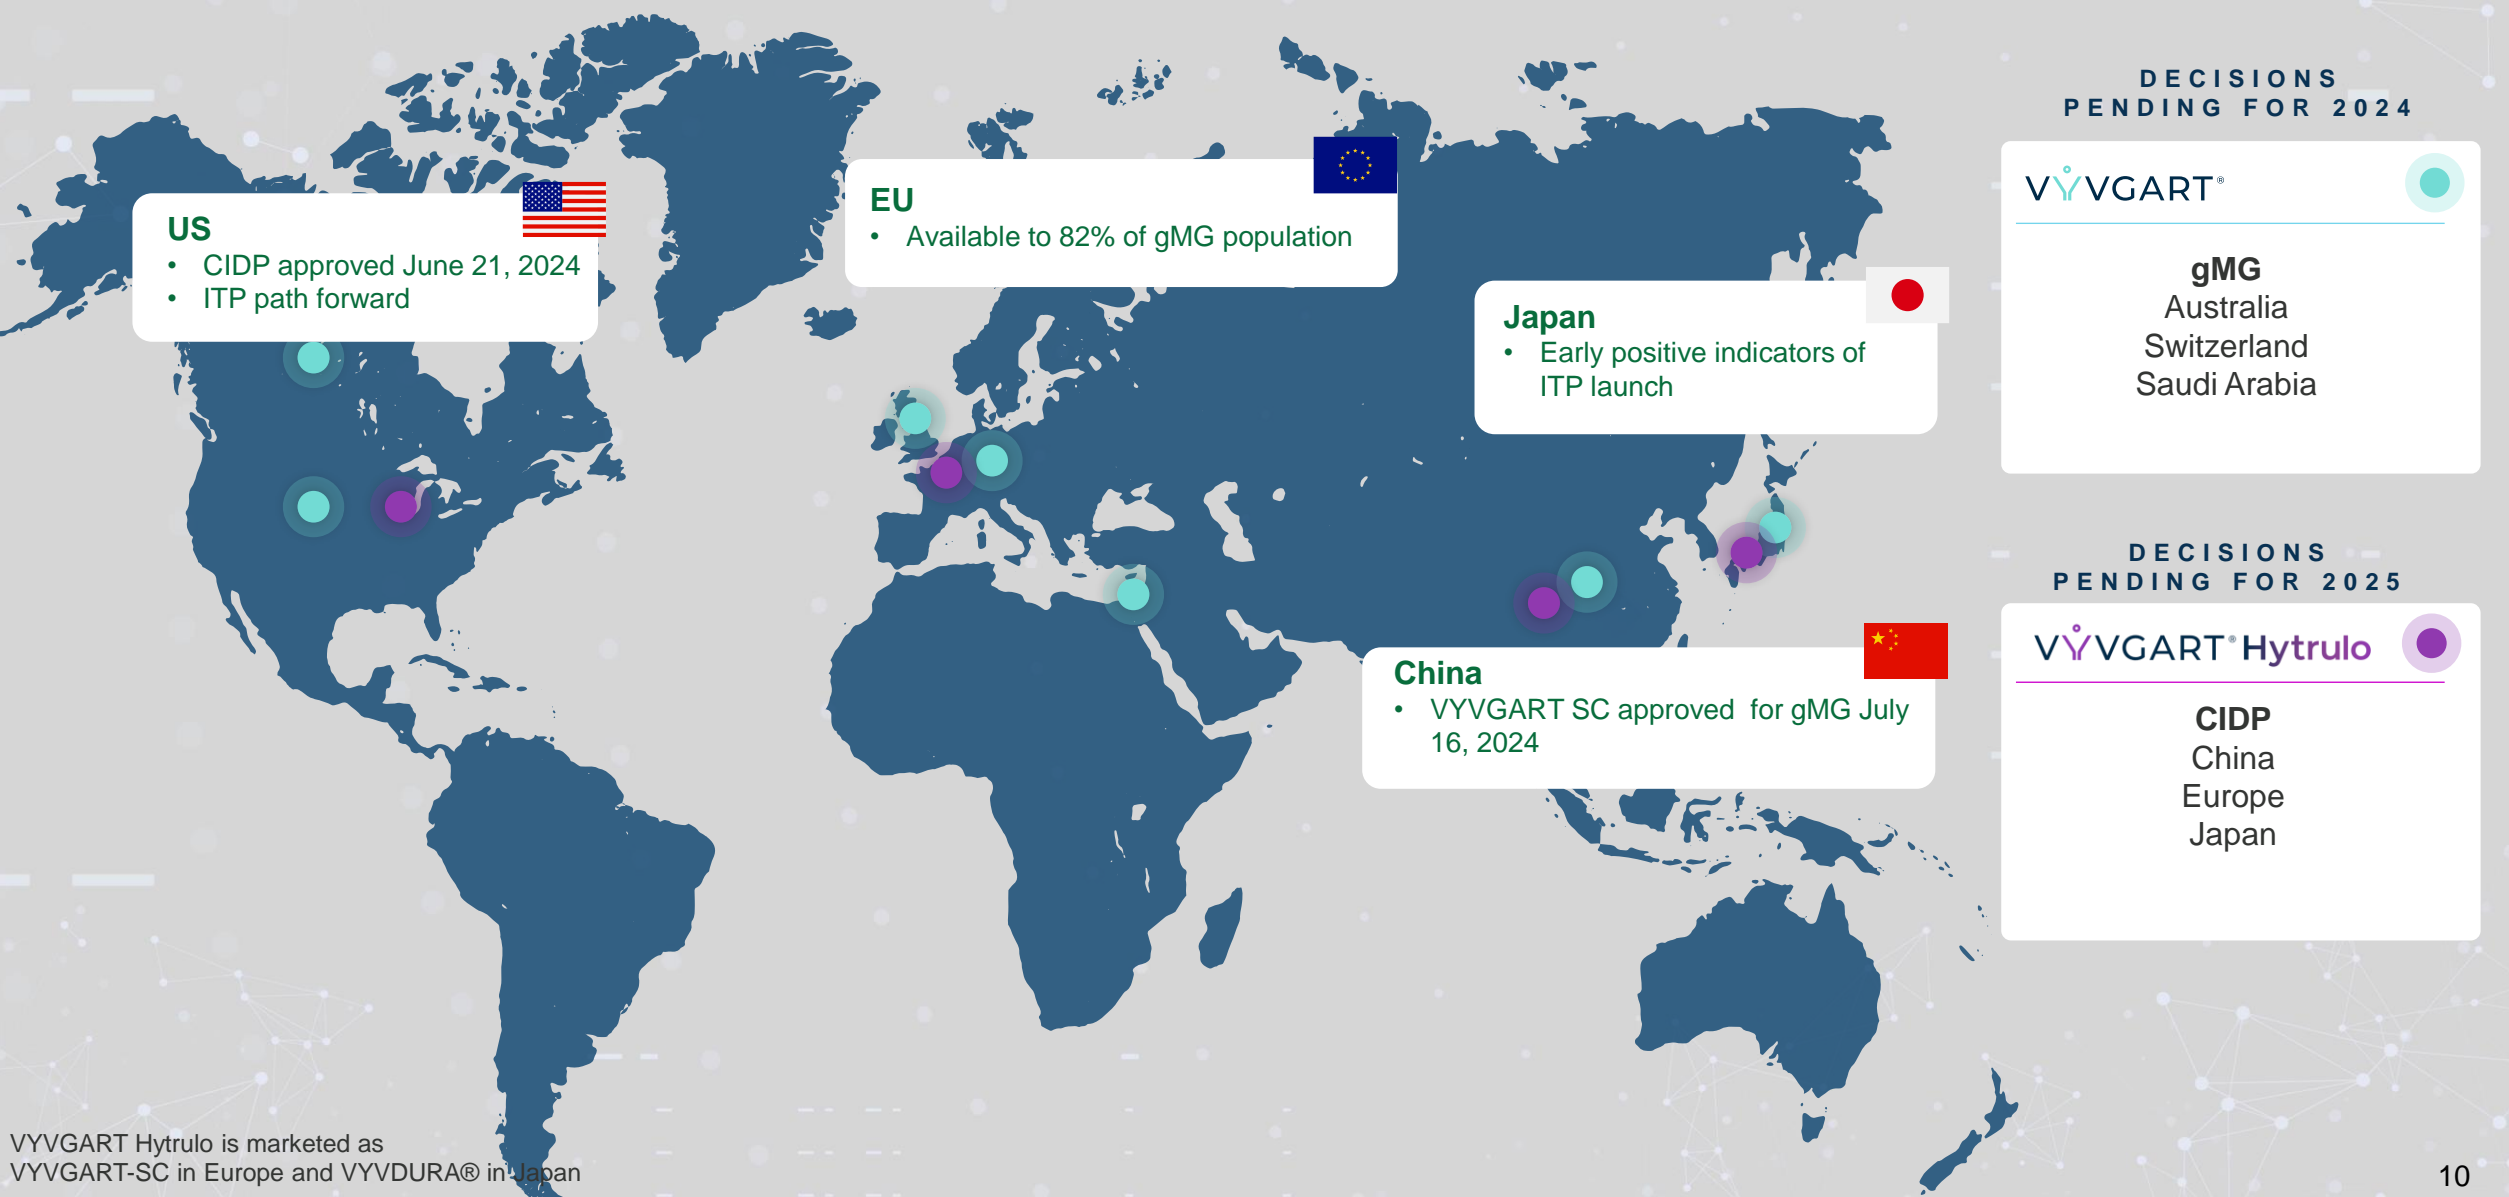 US
• CIDP approved June 21, 2024
• ITP path forward
EU
• Available to 82% of gMG population
Japan
• Early positive indicators of
ITP launch
China
• VYVGART SC approved  for gMG July
16, 2024
DECISIONS
PENDING FOR 2024
VYVGART®
gMG
Australia
Switzerland
Saudi Arabia
DECISIONS
PENDING FOR 2025
VYVGART® Hytrulo
CIDP
China
Europe
Japan
VYVGART Hytrulo is marketed as
VYVGART-SC in Europe and VYVDURA® in Japan
10